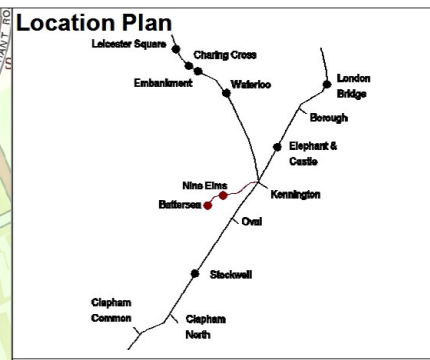 Location Plan
Leicester Square
Charing Cross
Embankment
Waterloo
London
Bridge
Borough
Elephant &
Castle
Nine Elms
Kennington
Battersea
Oval
Stockwell
Clapham
Common
Clapham
North